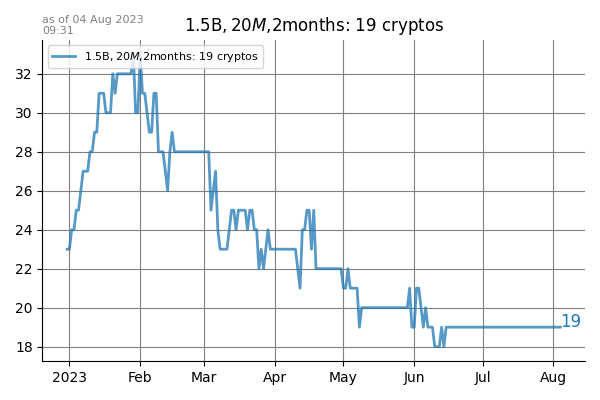 as of 04 Aug 2023
09:31
1.5B, 20M,2months: 19 cryptos
1.5B, 20M,2months: 19 cryptos
32
30
28
26
24
22
20
18
19
2023 Feb Mar Apr May Jun Jul Aug